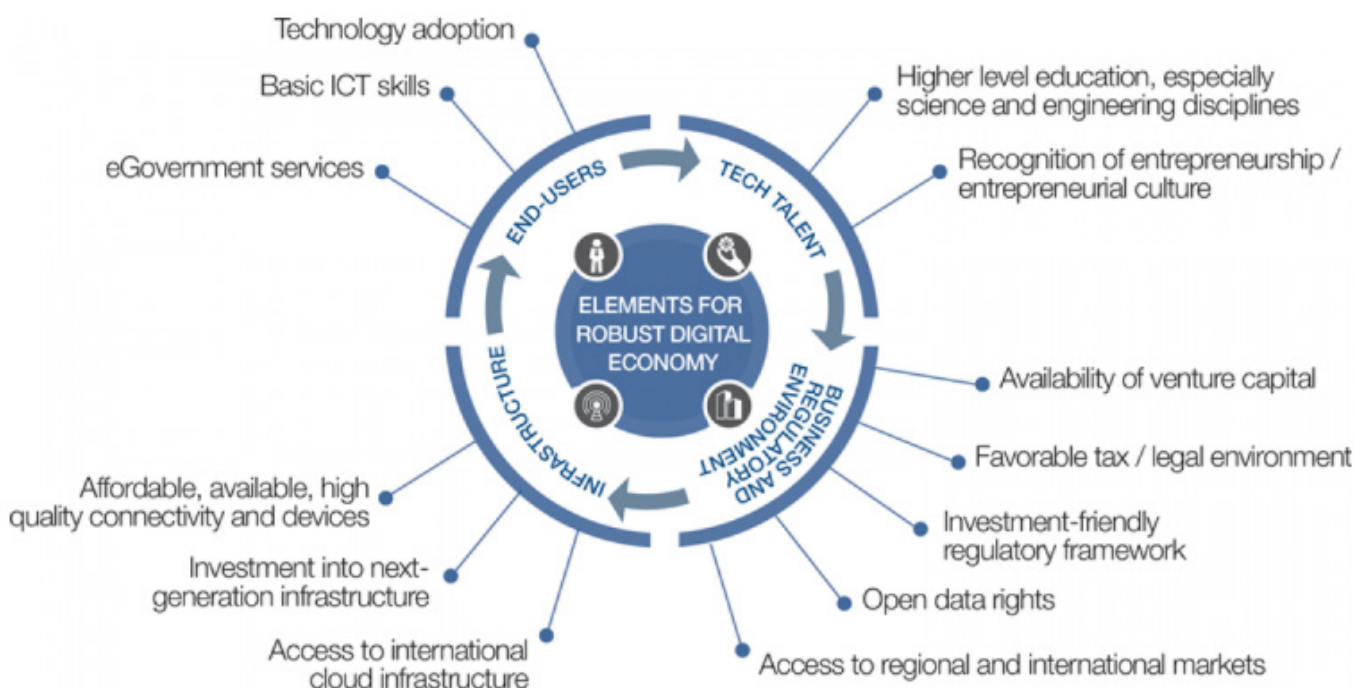 Technology adoption
Basic ICT skills
eGovernment services
Higher level education, especially
science and engineering disciplines
Recognition of entrepreneurship /
entrepreneurial culture
END-USERS
TECH TALENT
ELEMENTS FOR
ROBUST DIGITAL
ECONOMY
INFRASTRUCTURE
BUSINESS AND
REGULATORY
ENVIRONMENT
Availability of venture capital
Favorable tax / legal environment
Investment-friendly
regulatory framework
Open data rights
Access to regional and international markets
Affordable, available, high
quality connectivity and devices
Investment into next-
generation infrastructure
Access to international
cloud infrastructure